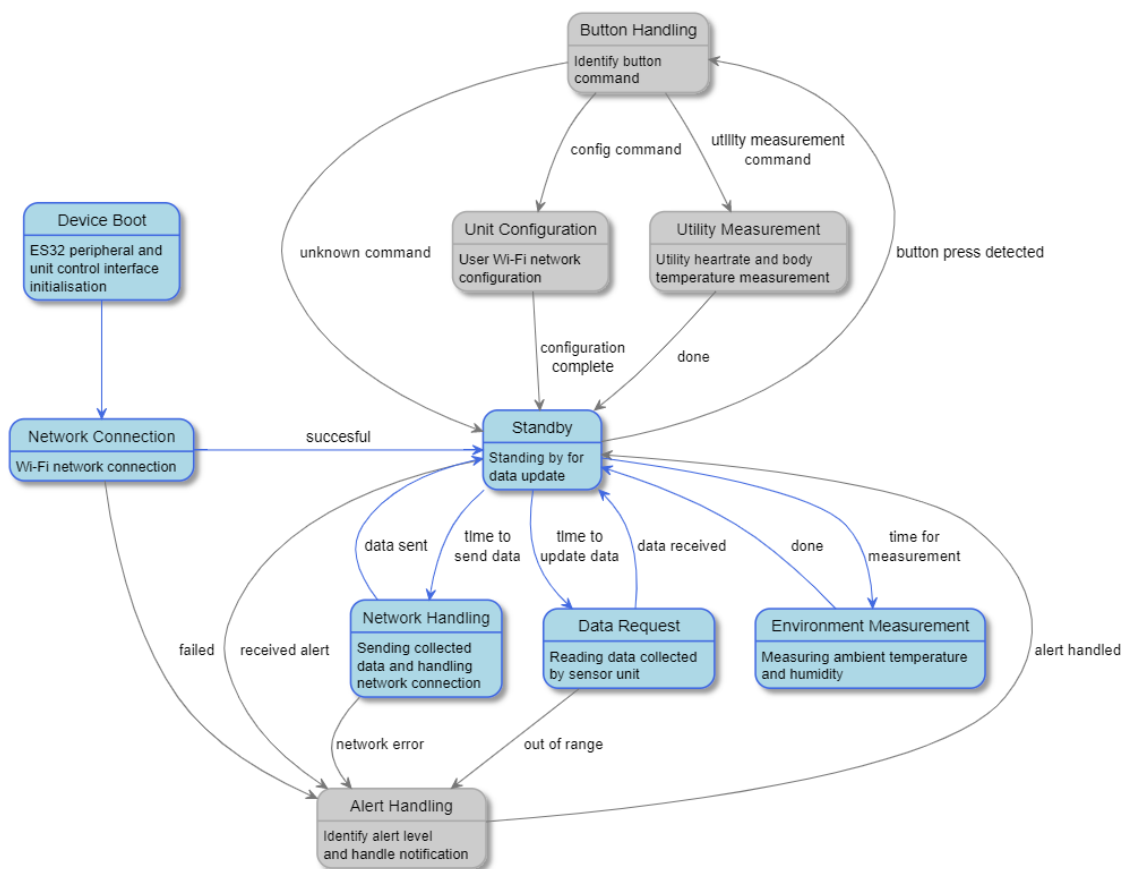 Button Handling
Identify button
command
config command
utility measurement
command
Device Boot
ES32 peripheral and
unit control interface
initialisation
Unit Configuration
User Wi-Fi network
configuration
Utility Measurement
Utility heartrate and body
temperature measurement
unknown command
button press detected
configuration
complete
done
Network Connection
Wi-Fi network connection
succesful
Standby
Standing by for
data update
data sent
time to
send data
time to
update data
data received
done
time for
measurement
Network Handling
Sending collected
data and handling
network connection
Data Request
Reading data collected
by sensor unit
Environment Measurement
Measuring ambient temperature
and humidity
failed
received alert
alert handled
network error
out of range
Alert Handling
Identify alert level
and handle notification